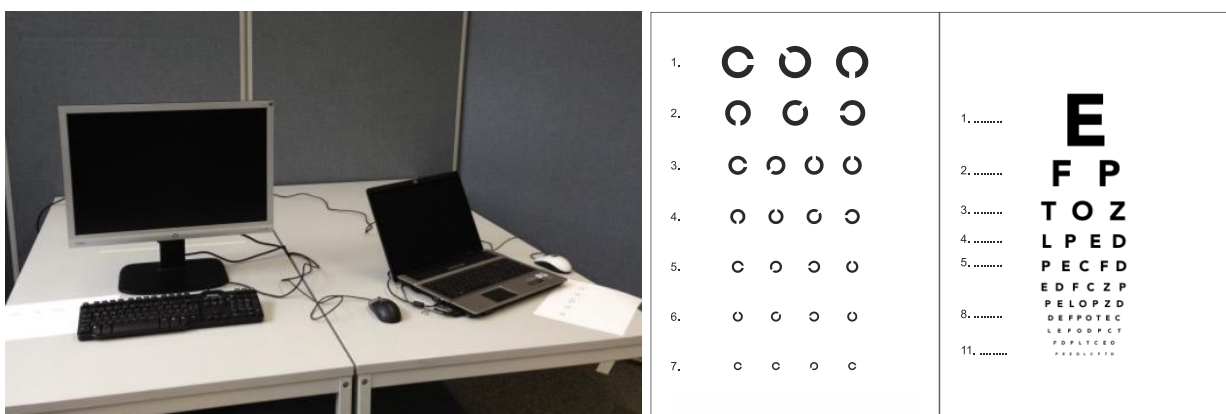 1.
2.
3.
4.
5.
6.
7.
1. ......... E
2. ......... F P
3. ......... T O Z
4. ......... L P E D
5. ......... P E C F D
E D F C Z P
P E L O P Z D
8. ......... D E F P O T E C
L E F O D P C T
F D P L T C E O
11. .........